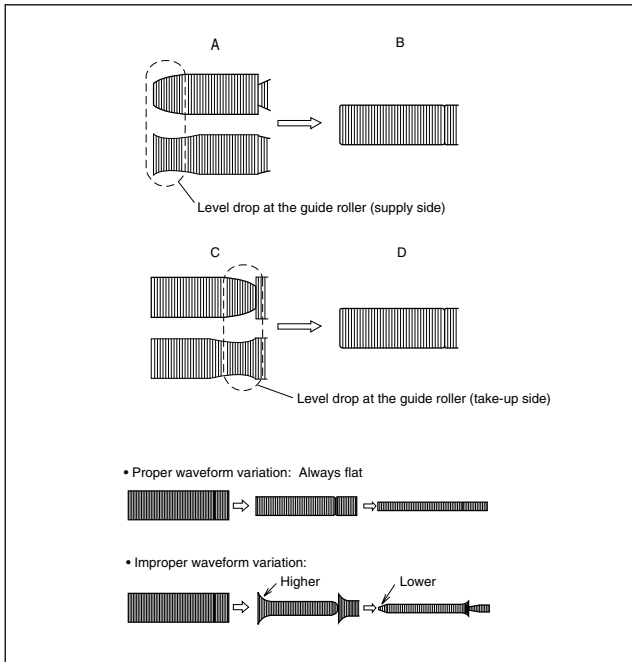 A
B
Level drop at the guide roller (supply side)
C
D
Level drop at the guide roller (take-up side)
• Proper waveform variation: Always flat
• Improper waveform variation:
Higher
Lower